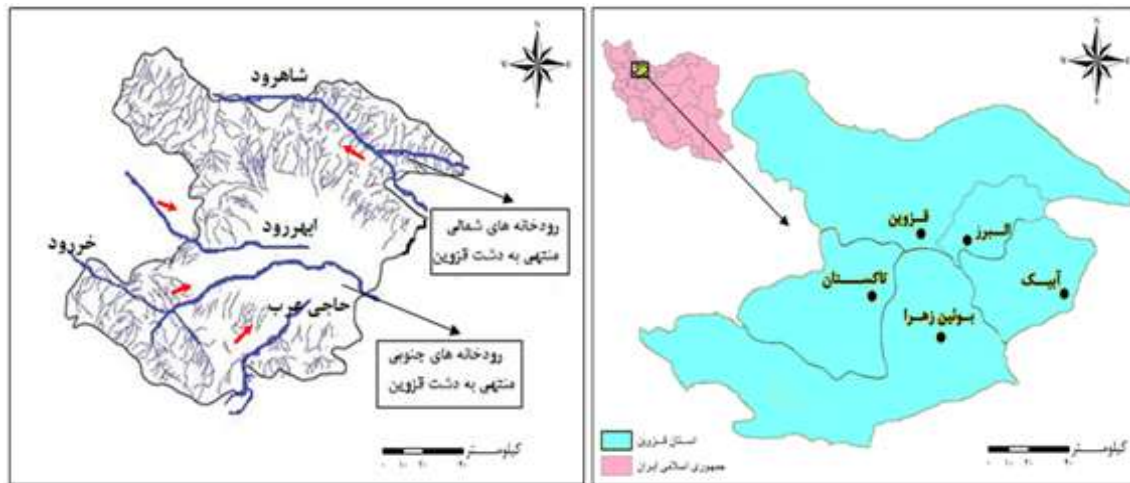 N
شاهرود
رودخانه های شمالی
منتهی به دشت قزوین
ابهررود
خررود
حاجی عرب
رودخانه های جنوبی
منتهی به دشت قزوین
کیلومتر
N
قزوین
البرز
آبیک
تاکستان
بوئین زهرا
استان قزوین
جمهوری اسلامی ایران
کیلومتر